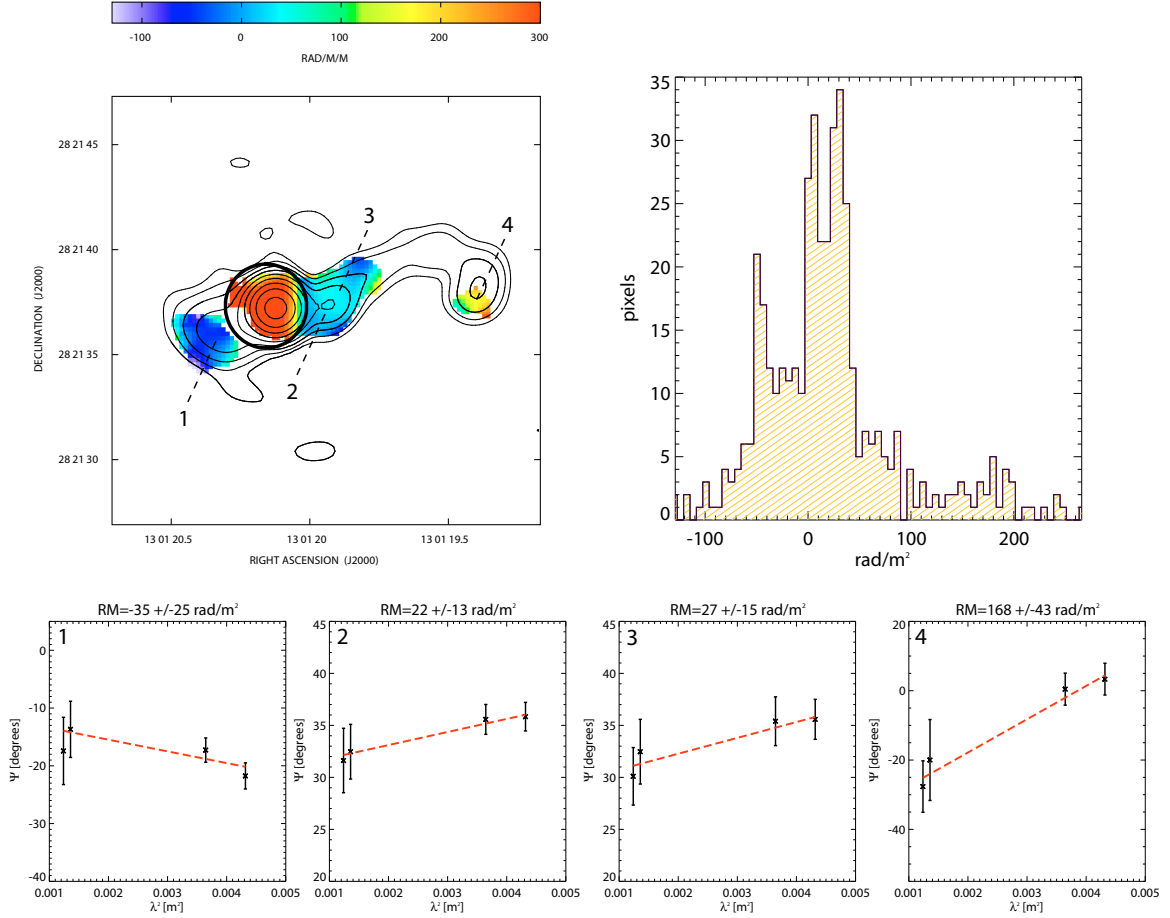 -100 0 100 200 300
RAD/M/M
28 21 45
28 21 40
28 21 35
28 21 30
DECLINATION (J2000)
1
2
3
4
13 01 20.5 13 01 20 13 01 19.5
RIGHT ASCENSION (J2000)
35
30
25
20
15
10
5
0
pixels
-100 0 100 200
rad/m²
RM=-35 +/-25 rad/m²
1
0
-10
-20
-30
-40
Ψ [degrees]
0.001 0.002 0.003 0.004 0.005
λ² [m²]
RM=22 +/-13 rad/m²
2
45
40
35
30
25
20
Ψ [degrees]
0.001 0.002 0.003 0.004 0.005
λ² [m²]
RM=27 +/-15 rad/m²
3
45
40
35
30
25
20
Ψ [degrees]
0.001 0.002 0.003 0.004 0.005
λ² [m²]
RM=168 +/-43 rad/m²
4
20
0
-20
-40
Ψ [degrees]
0.001 0.002 0.003 0.004 0.005
λ² [m²]